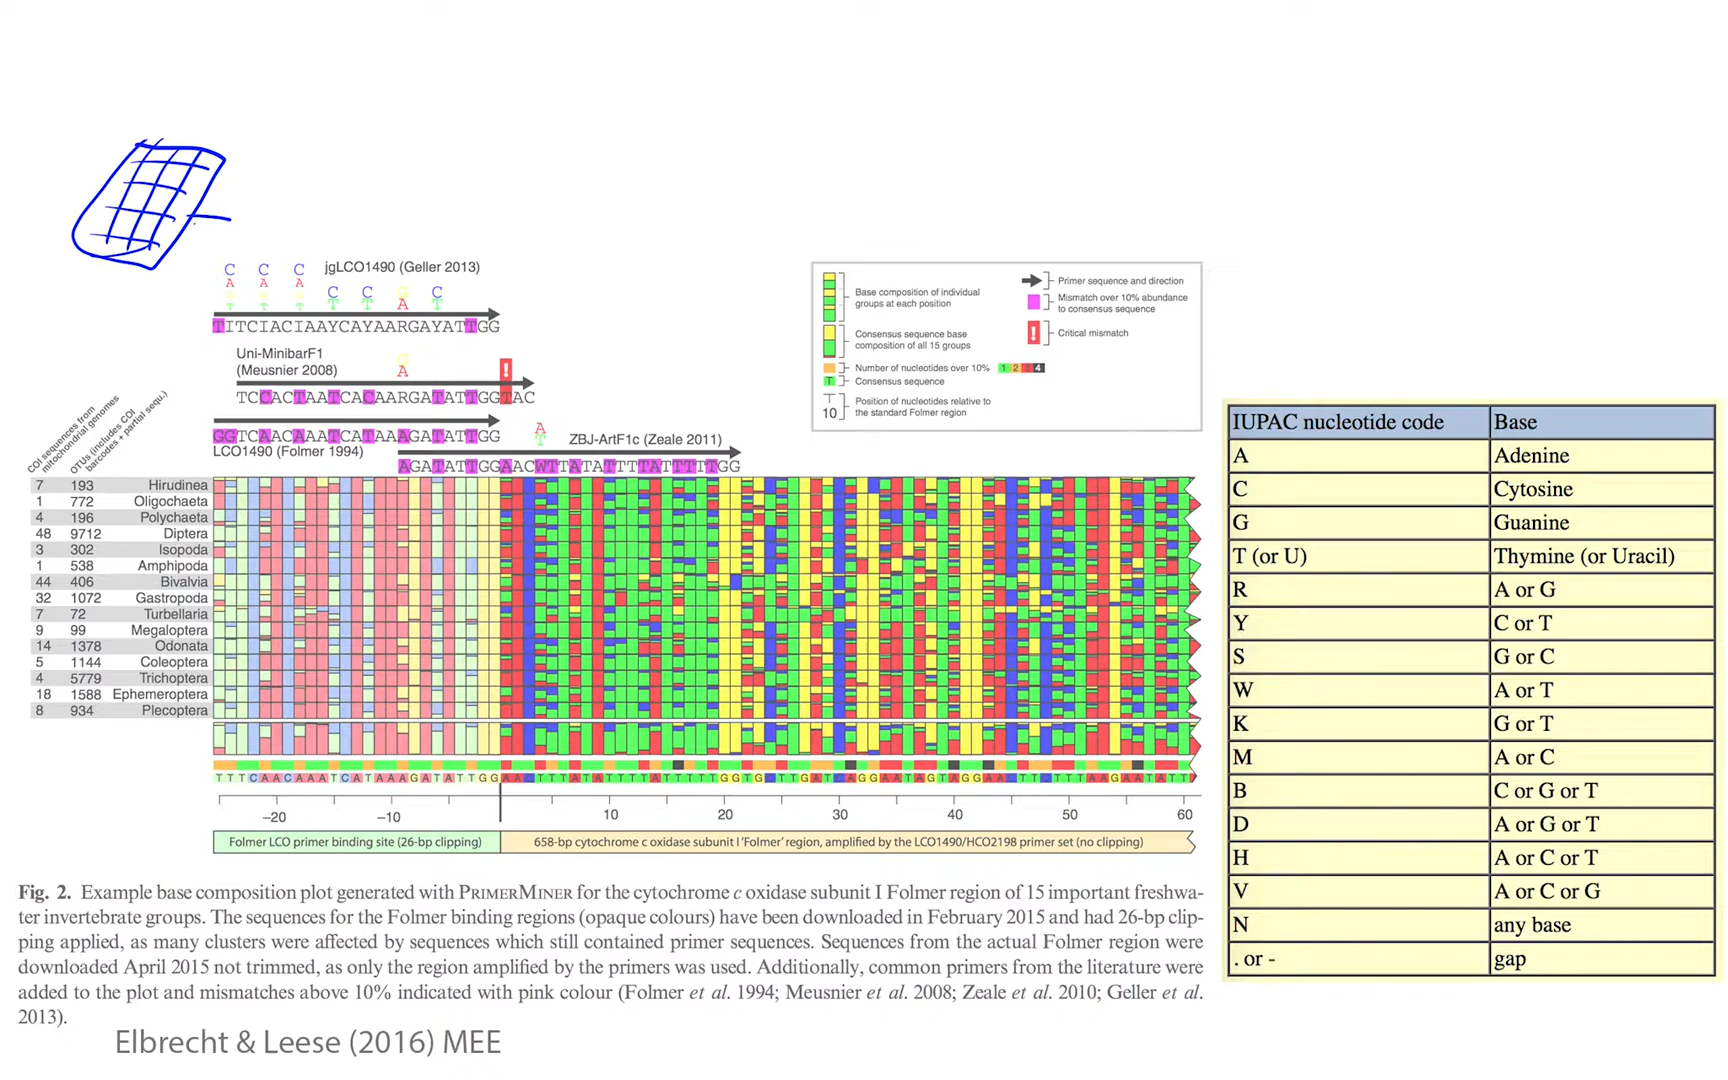 C C C jgLCO1490 (Geller 2013)
A A A C C G C
T T T T T A T
TITCIACIAAYCAYAARGAYATTGG
Uni-MinibarF1
(Meusnier 2008)
G
A
!
TCCACTAATCACAARGATATTGGTAC
GGTCAACAAATCATAAAGATATTGG
LCO1490 (Folmer 1994)
A
T
ZBJ-ArtF1c (Zeale 2011)
AGATATTGGAACWTTATATTTTATTTTTGG
COI sequences from
mitochondrial genomes
OTUs (includes COI
barcodes + partial sequ.)
7 193 Hirudinea
1 772 Oligochaeta
4 196 Polychaeta
48 9712 Diptera
3 302 Isopoda
1 538 Amphipoda
44 406 Bivalvia
32 1072 Gastropoda
7 72 Turbellaria
9 99 Megaloptera
14 1378 Odonata
5 1144 Coleoptera
4 5779 Trichoptera
18 1588 Ephemeroptera
8 934 Plecoptera
−20 −10 10 20 30 40 50 60
Folmer LCO primer binding site (26-bp clipping)
658-bp cytochrome c oxidase subunit I 'Folmer' region, amplified by the LCO1490/HCO2198 primer set (no clipping)
Base composition of individual
groups at each position
Consensus sequence base
composition of all 15 groups
Number of nucleotides over 10% 1 2 3 4
T Consensus sequence
10 Position of nucleotides relative to
the standard Folmer region
Primer sequence and direction
Mismatch over 10% abundance
to consensus sequence
! Critical mismatch
Fig. 2. Example base composition plot generated with PRIMERMINER for the cytochrome c oxidase subunit I Folmer region of 15 important freshwa-
ter invertebrate groups. The sequences for the Folmer binding regions (opaque colours) have been downloaded in February 2015 and had 26-bp clip-
ping applied, as many clusters were affected by sequences which still contained primer sequences. Sequences from the actual Folmer region were
downloaded April 2015 not trimmed, as only the region amplified by the primers was used. Additionally, common primers from the literature were
added to the plot and mismatches above 10% indicated with pink colour (Folmer et al. 1994; Meusnier et al. 2008; Zeale et al. 2010; Geller et al.
2013).
Elbrecht & Leese (2016) MEE
IUPAC nucleotide code Base
A Adenine
C Cytosine
G Guanine
T (or U) Thymine (or Uracil)
R A or G
Y C or T
S G or C
W A or T
K G or T
M A or C
B C or G or T
D A or G or T
H A or C or T
V A or C or G
N any base
. or - gap